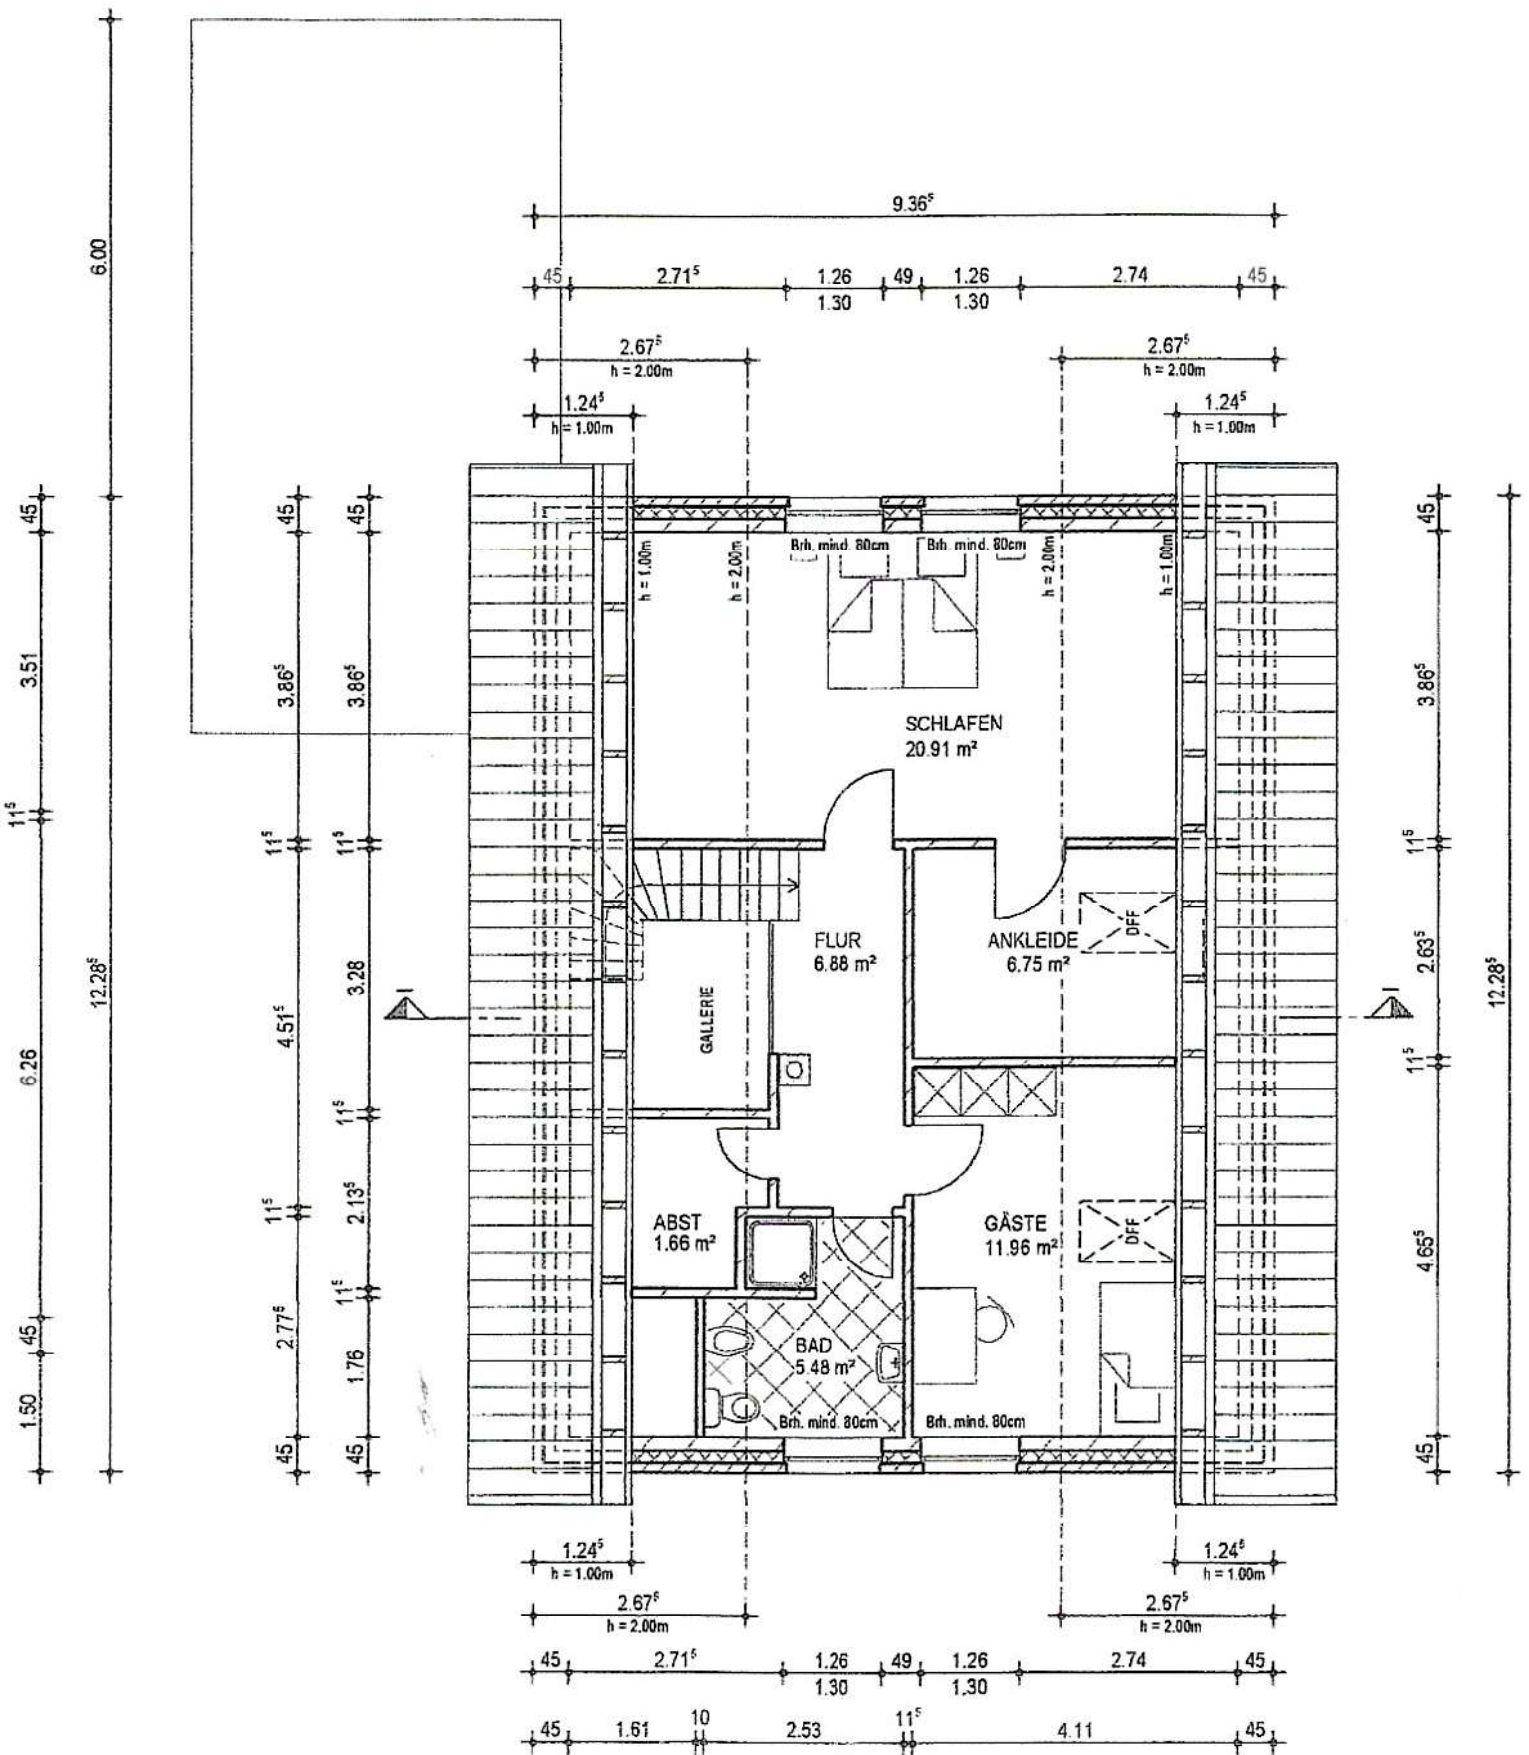 9.36⁵
45
2.71⁵
1.26
49
1.26
2.74
45
1.30
1.30
2.67⁵
h = 2.00m
2.67⁵
h = 2.00m
1.24⁵
h = 1.00m
1.24⁵
h = 1.00m
6.00
12.28⁵
45
3.51
11⁵
6.26
45
1.50
45
3.86⁵
11⁵
4.51⁵
11⁵
2.77⁵
45
45
3.86⁵
11⁵
3.28
11⁵
2.13⁵
11⁵
1.76
45
h = 1.00m
h = 2.00m
Brh. mind. 80cm
Brh. mind. 80cm
h = 2.00m
h = 1.00m
SCHLAFEN
20.91 m²
FLUR
6.88 m²
ANKLEIDE
6.75 m²
DFF
GALLERIE
I
I
ABST
1.66 m²
GÄSTE
11.96 m²
DFF
BAD
5.48 m²
Brh. mind. 80cm
Brh. mind. 80cm
45
3.86⁵
11⁵
2.63⁵
11⁵
4.65⁵
45
12.28⁵
1.24⁵
h = 1.00m
1.24⁵
h = 1.00m
2.67⁵
h = 2.00m
2.67⁵
h = 2.00m
45
2.71⁵
1.26
49
1.26
2.74
45
1.30
1.30
45
1.61
10
2.53
11⁵
4.11
45